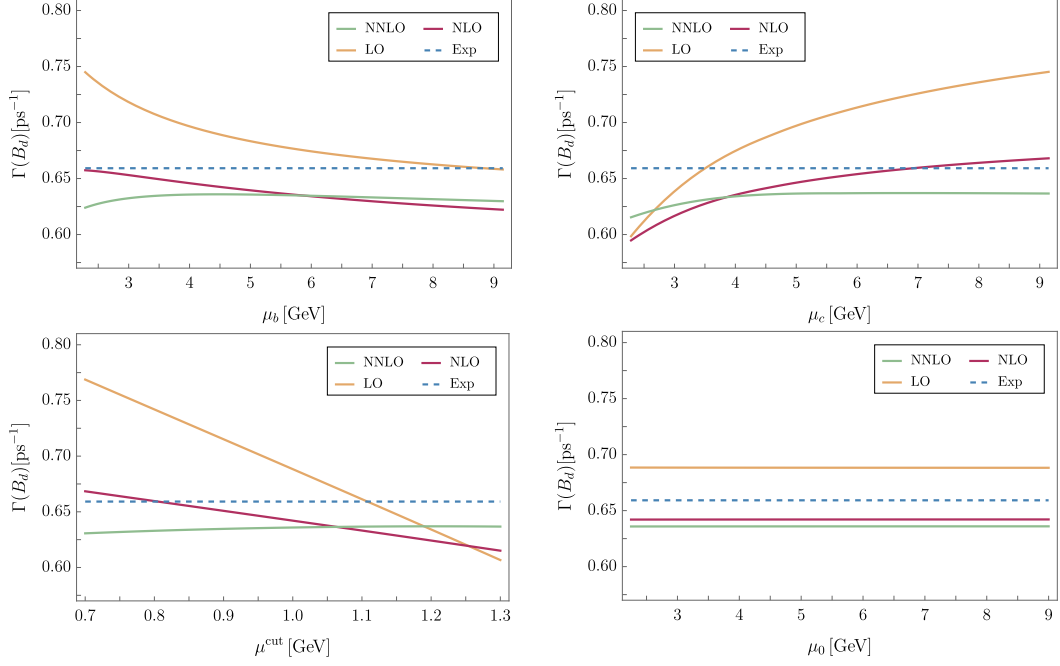 NNLO NLO
LO Exp
0.80
0.75
0.70
0.65
0.60
Γ(B_d)[ps⁻¹]
3 4 5 6 7 8 9
μ_b [GeV]
NNLO NLO
LO Exp
0.80
0.75
0.70
0.65
0.60
Γ(B_d)[ps⁻¹]
3 4 5 6 7 8 9
μ_c [GeV]
NNLO NLO
LO Exp
0.80
0.75
0.70
0.65
0.60
Γ(B_d)[ps⁻¹]
0.7 0.8 0.9 1.0 1.1 1.2 1.3
μ^cut [GeV]
NNLO NLO
LO Exp
0.80
0.75
0.70
0.65
0.60
Γ(B_d)[ps⁻¹]
3 4 5 6 7 8 9
μ_0 [GeV]